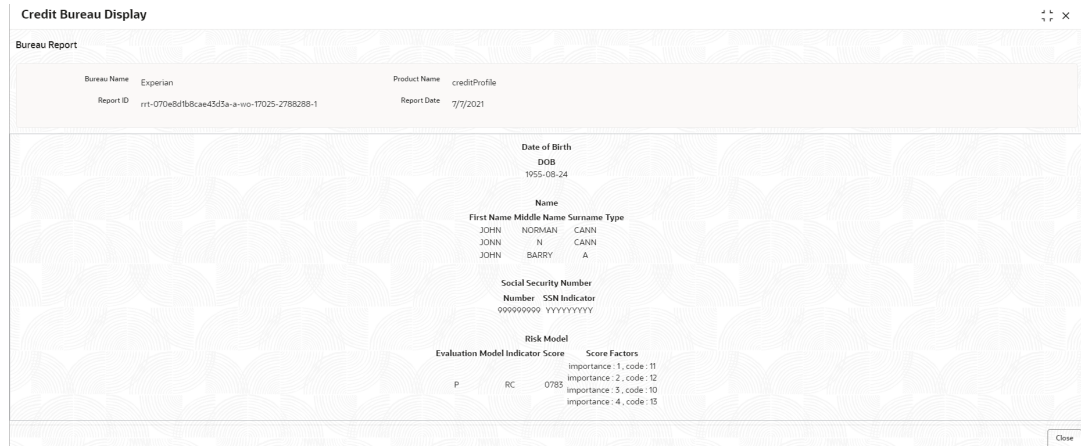 Credit Bureau Display
Bureau Report
Bureau Name Experian Product Name creditProfile
Report ID rrt-070e8d1b8cae43d3a-a-wo-17025-2788288-1 Report Date 7/7/2021
Date of Birth
DOB
1955-08-24
Name
First Name Middle Name Surname Type
JOHN NORMAN CANN
JONN N CANN
JOHN BARRY A
Social Security Number
Number SSN Indicator
999999999 YYYYYYYYY
Risk Model
Evaluation Model Indicator Score Score Factors
importance : 1 , code : 11
importance : 2 , code : 12
P RC 0783
importance : 3 , code : 10
importance : 4 , code : 13
Close